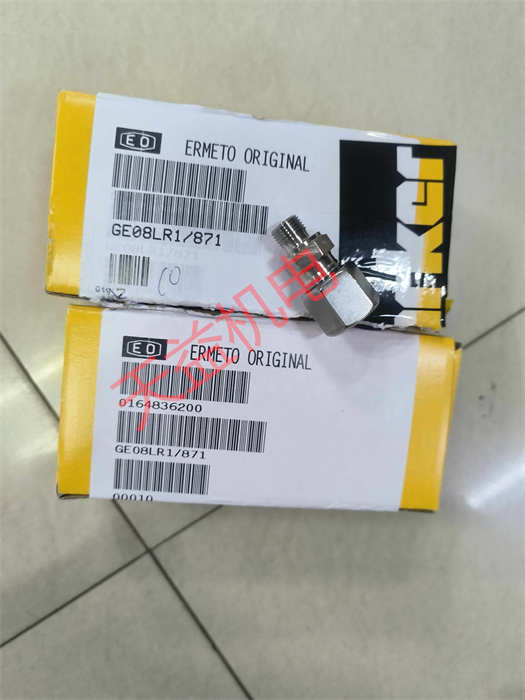 EO
ERMETO ORIGINAL
GE08LR1/871
天益机电
EO
ERMETO ORIGINAL
0164836200
GE08LR1/871
00010